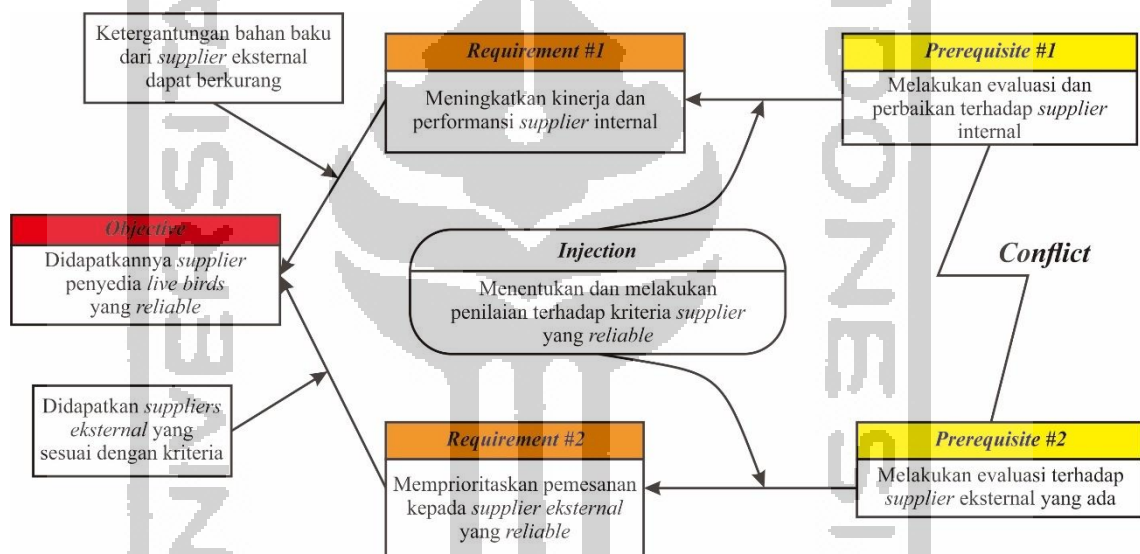 Ketergantungan bahan baku
dari supplier eksternal
dapat berkurang
Requirement #1
Meningkatkan kinerja dan
performansi supplier internal
Prerequisite #1
Melakukan evaluasi dan
perbaikan terhadap supplier
internal
Objective
Didapatkannya supplier
penyedia live birds
yang reliable
Injection
Menentukan dan melakukan
penilaian terhadap kriteria supplier
yang reliable
Conflict
Didapatkan suppliers
eksternal yang
sesuai dengan kriteria
Requirement #2
Memprioritaskan pemesanan
kepada supplier eksternal
yang reliable
Prerequisite #2
Melakukan evaluasi terhadap
supplier eksternal yang ada